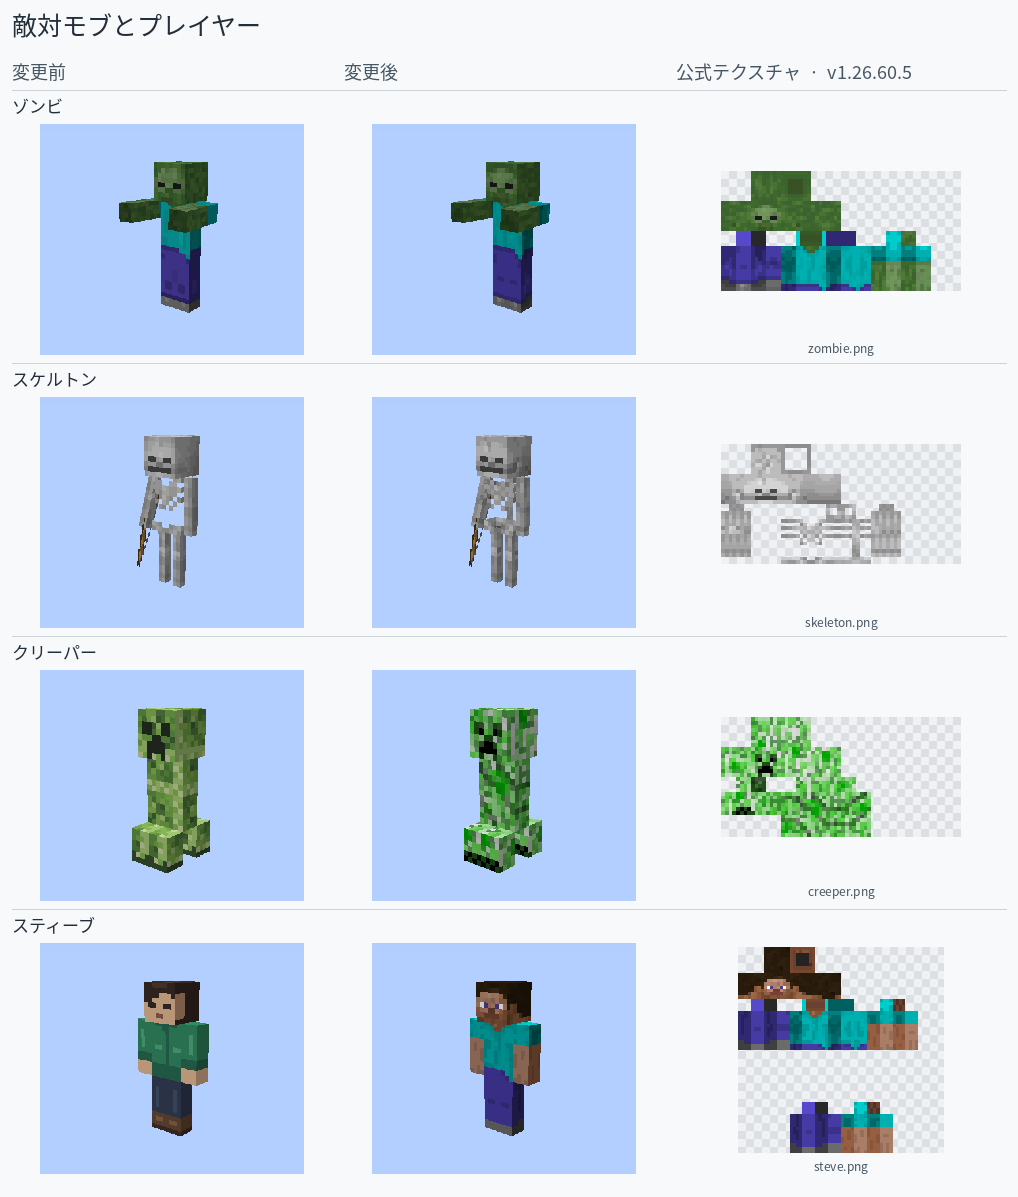 敵対モブとプレイヤー
変更前
変更後
公式テクスチャ · v1.26.60.5
ゾンビ
zombie.png
スケルトン
skeleton.png
クリーパー
creeper.png
スティーブ
steve.png